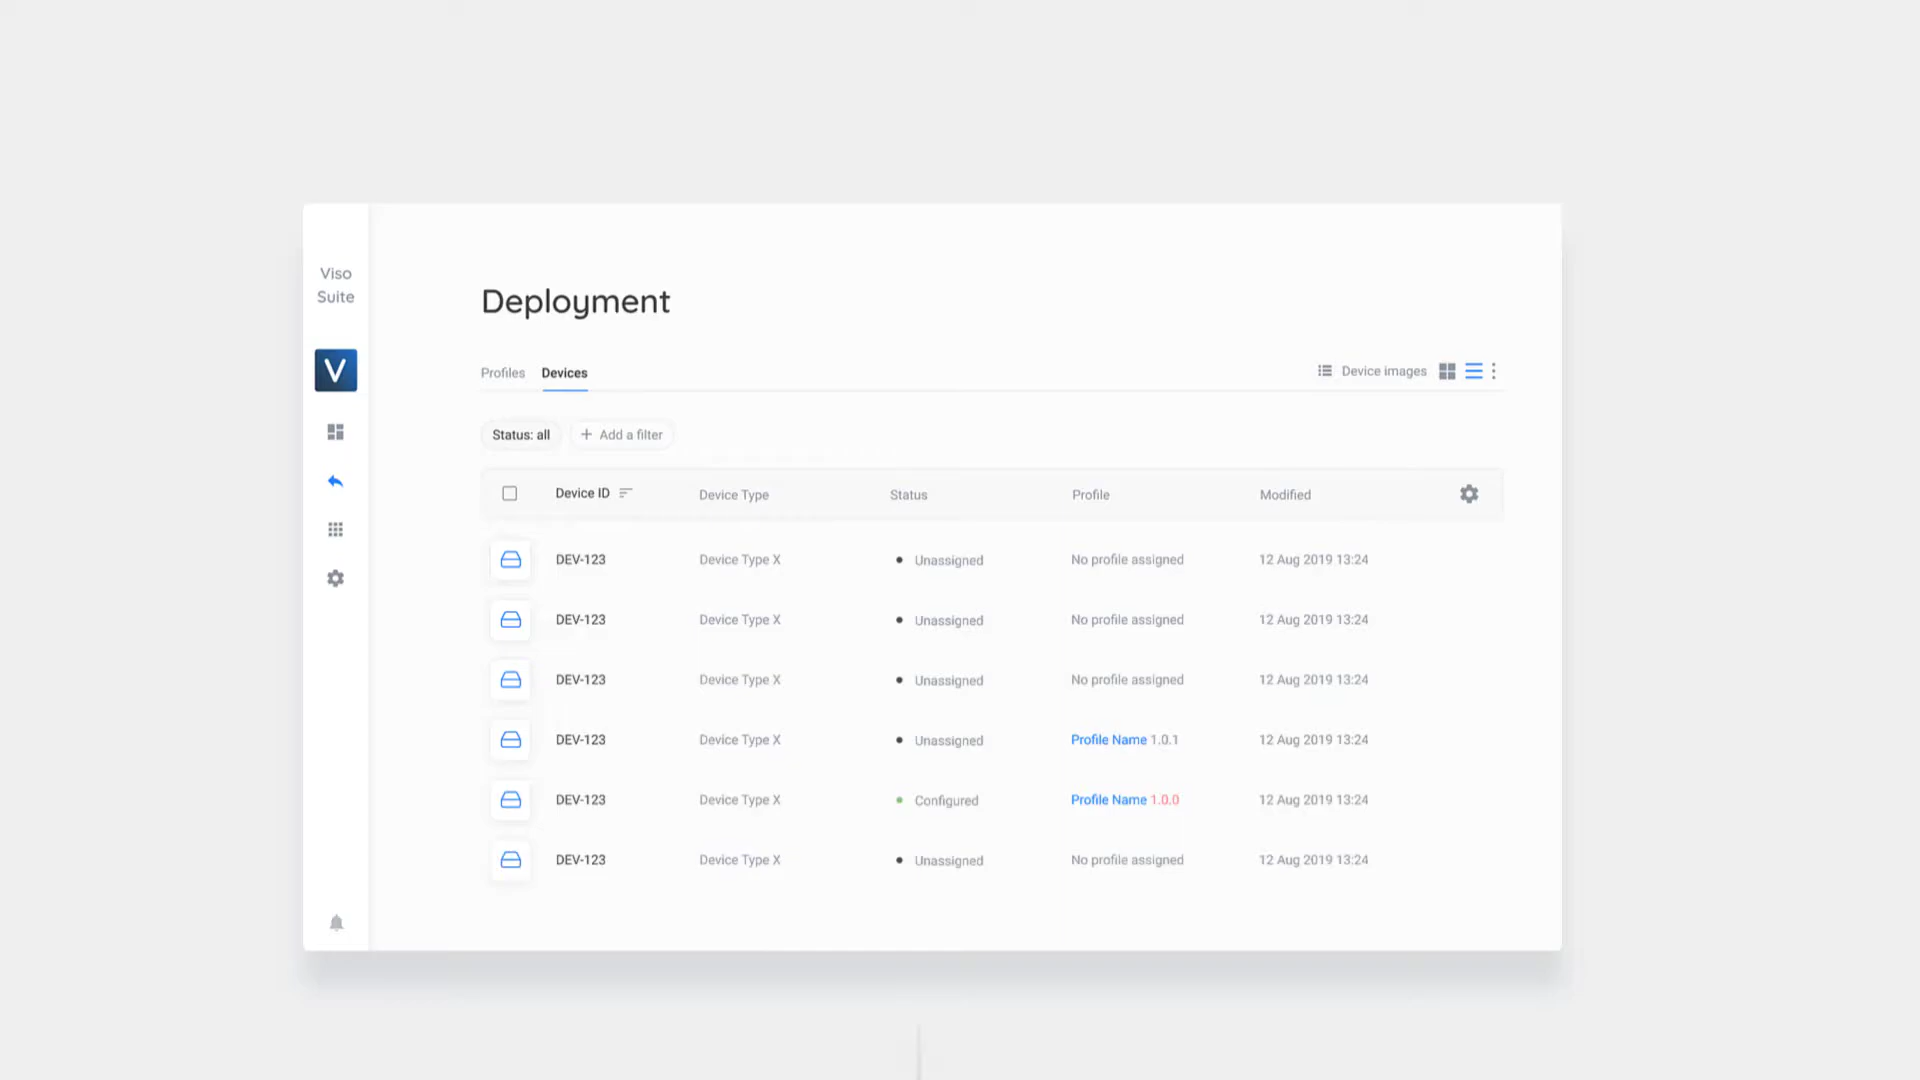 Viso
Suite
V
Deployment
Profiles Devices Device images
Status: all + Add a filter
Device ID Device Type Status Profile Modified
DEV-123 Device Type X Unassigned No profile assigned 12 Aug 2019 13:24
DEV-123 Device Type X Unassigned No profile assigned 12 Aug 2019 13:24
DEV-123 Device Type X Unassigned No profile assigned 12 Aug 2019 13:24
DEV-123 Device Type X Unassigned Profile Name 1.0.1 12 Aug 2019 13:24
DEV-123 Device Type X Configured Profile Name 1.0.0 12 Aug 2019 13:24
DEV-123 Device Type X Unassigned No profile assigned 12 Aug 2019 13:24